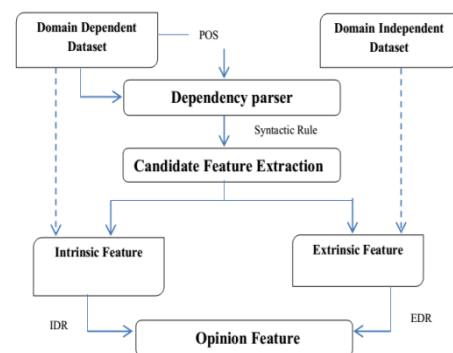 Domain Dependent
Dataset
POS
Domain Independent
Dataset
Dependency parser
Syntactic Rule
Candidate Feature Extraction
Intrinsic Feature
Extrinsic Feature
IDR
EDR
Opinion Feature